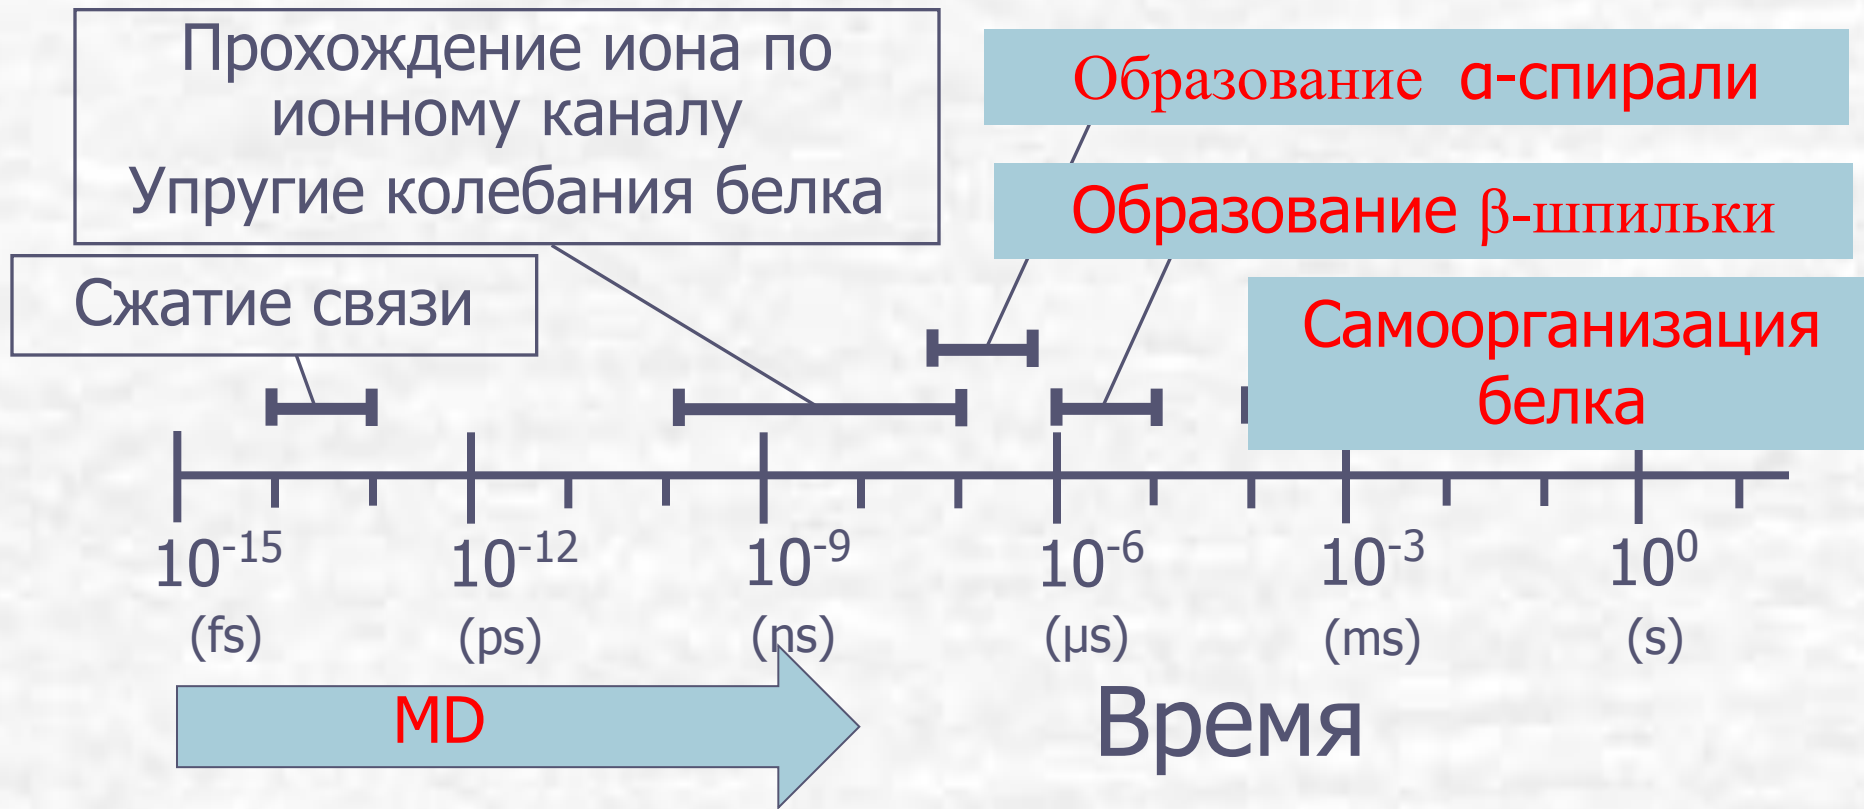 Прохождение иона по
ионному каналу
Упругие колебания белка
Образование α-спирали
Образование β-шпильки
Сжатие связи
Самоорганизация
белка
10⁻¹⁵ 10⁻¹² 10⁻⁹ 10⁻⁶ 10⁻³ 10⁰
(fs) (ps) (ns) (μs) (ms) (s)
MD
Время